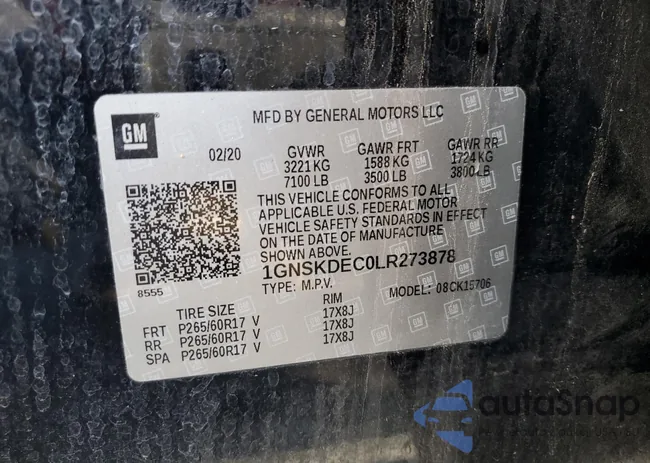 GM
MFD BY GENERAL MOTORS LLC
02/20 GVWR GAWR FRT GAWR RR
3221 KG 1588 KG 1724 KG
7100 LB 3500 LB 3800 LB
THIS VEHICLE CONFORMS TO ALL
APPLICABLE U.S. FEDERAL MOTOR
VEHICLE SAFETY STANDARDS IN EFFECT
ON THE DATE OF MANUFACTURE
SHOWN ABOVE.
1GNSKDEC0LR273878
8555
TYPE: M.P.V. MODEL: 08CK15706
TIRE SIZE RIM
FRT P265/60R17 V 17X8J
RR P265/60R17 V 17X8J
SPA P265/60R17 V 17X8J
autoSnap